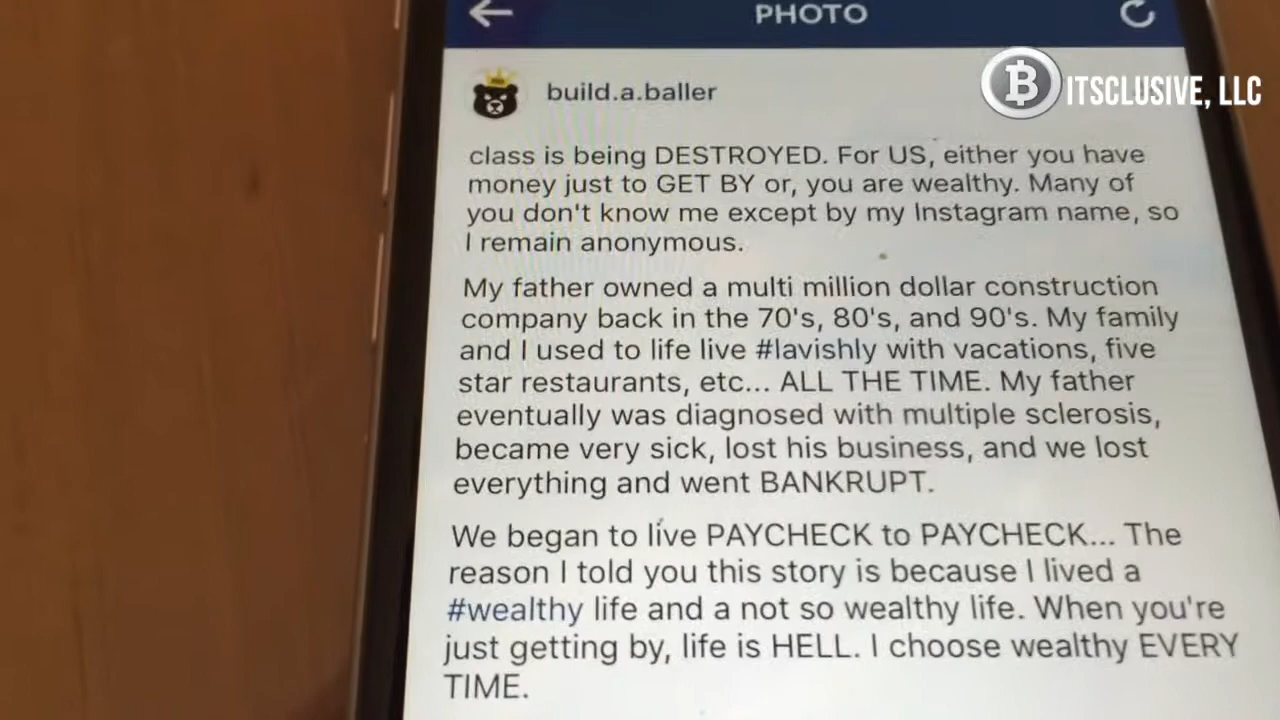 PHOTO
build.a.baller
ITSCLUSIVE, LLC
class is being DESTROYED. For US, either you have
money just to GET BY or, you are wealthy. Many of
you don't know me except by my Instagram name, so
I remain anonymous.
My father owned a multi million dollar construction
company back in the 70's, 80's, and 90's. My family
and I used to life live #lavishly with vacations, five
star restaurants, etc... ALL THE TIME. My father
eventually was diagnosed with multiple sclerosis,
became very sick, lost his business, and we lost
everything and went BANKRUPT.
We began to live PAYCHECK to PAYCHECK... The
reason I told you this story is because I lived a
#wealthy life and a not so wealthy life. When you're
just getting by, life is HELL. I choose wealthy EVERY
TIME.